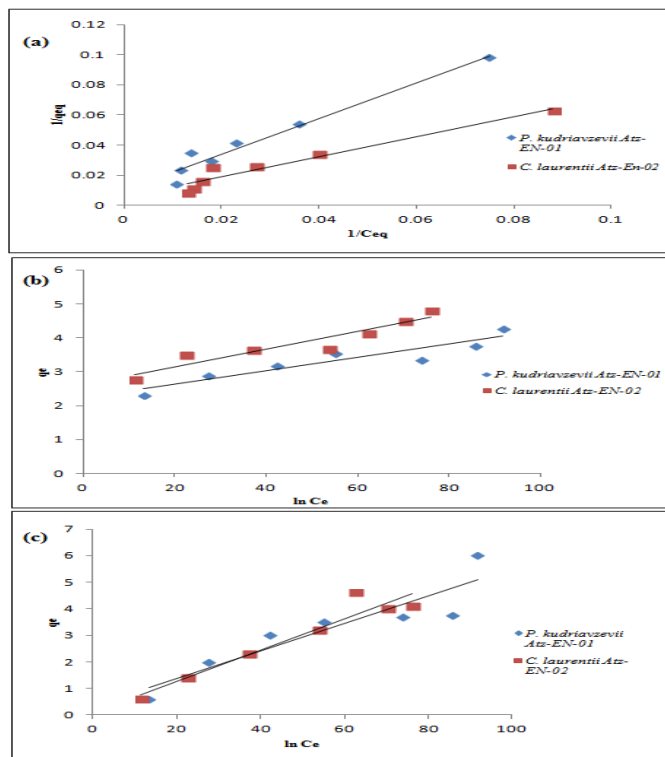 (a)
0.12
0.1
0.08
0.06
0.04
0.02
0
1/qeq
0 0.02 0.04 0.06 0.08 0.1
1/Ceq
P. kudriavzevii Atz-
EN-01
C. laurentii Atz-En-02
(b)
6
5
4
3
2
1
0
qe
0 20 40 60 80 100
ln Ce
P. kudriavzevii Atz-EN-01
C. laurentii Atz-EN-02
(c)
7
6
5
4
3
2
1
0
qe
0 20 40 60 80 100
ln Ce
P. kudriavzevii
Atz-EN-01
C. laurentii Atz-
EN-02